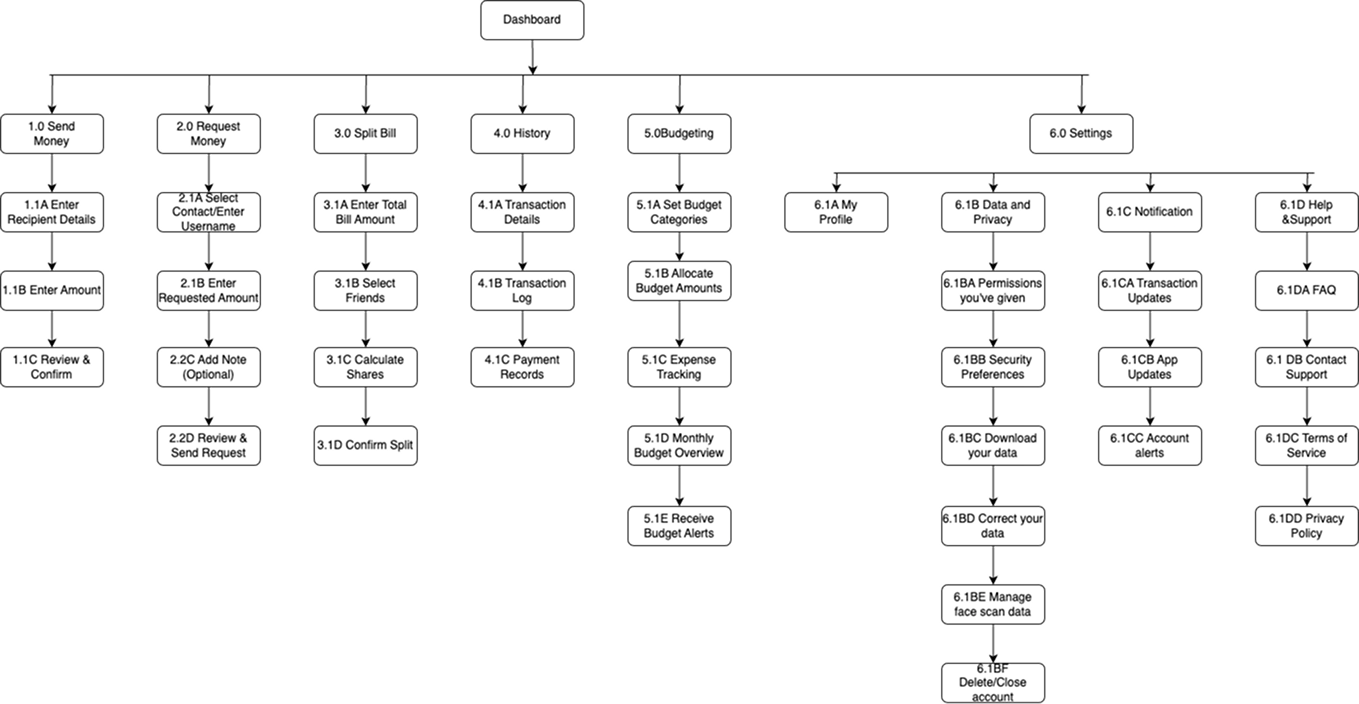 Dashboard
1.0 Send
Money
2.0 Request
Money
3.0 Split Bill
4.0 History
5.0Budgeting
6.0 Settings
1.1A Enter
Recipient Details
2.1A Select
Contact/Enter
Username
3.1A Enter Total
Bill Amount
4.1A Transaction
Details
5.1A Set Budget
Categories
6.1A My
Profile
6.1B Data and
Privacy
6.1C Notification
6.1D Help
&Support
1.1B Enter Amount
2.1B Enter
Requested Amount
3.1B Select
Friends
4.1B Transaction
Log
5.1B Allocate
Budget Amounts
6.1BA Permissions
you've given
6.1CA Transaction
Updates
6.1DA FAQ
1.1C Review &
Confirm
2.2C Add Note
(Optional)
3.1C Calculate
Shares
4.1C Payment
Records
5.1C Expense
Tracking
6.1BB Security
Preferences
6.1CB App
Updates
6.1 DB Contact
Support
2.2D Review &
Send Request
3.1D Confirm Split
5.1D Monthly
Budget Overview
6.1BC Download
your data
6.1CC Account
alerts
6.1DC Terms of
Service
5.1E Receive
Budget Alerts
6.1BD Correct your
data
6.1DD Privacy
Policy
6.1BE Manage
face scan data
6.1BF
Delete/Close
account